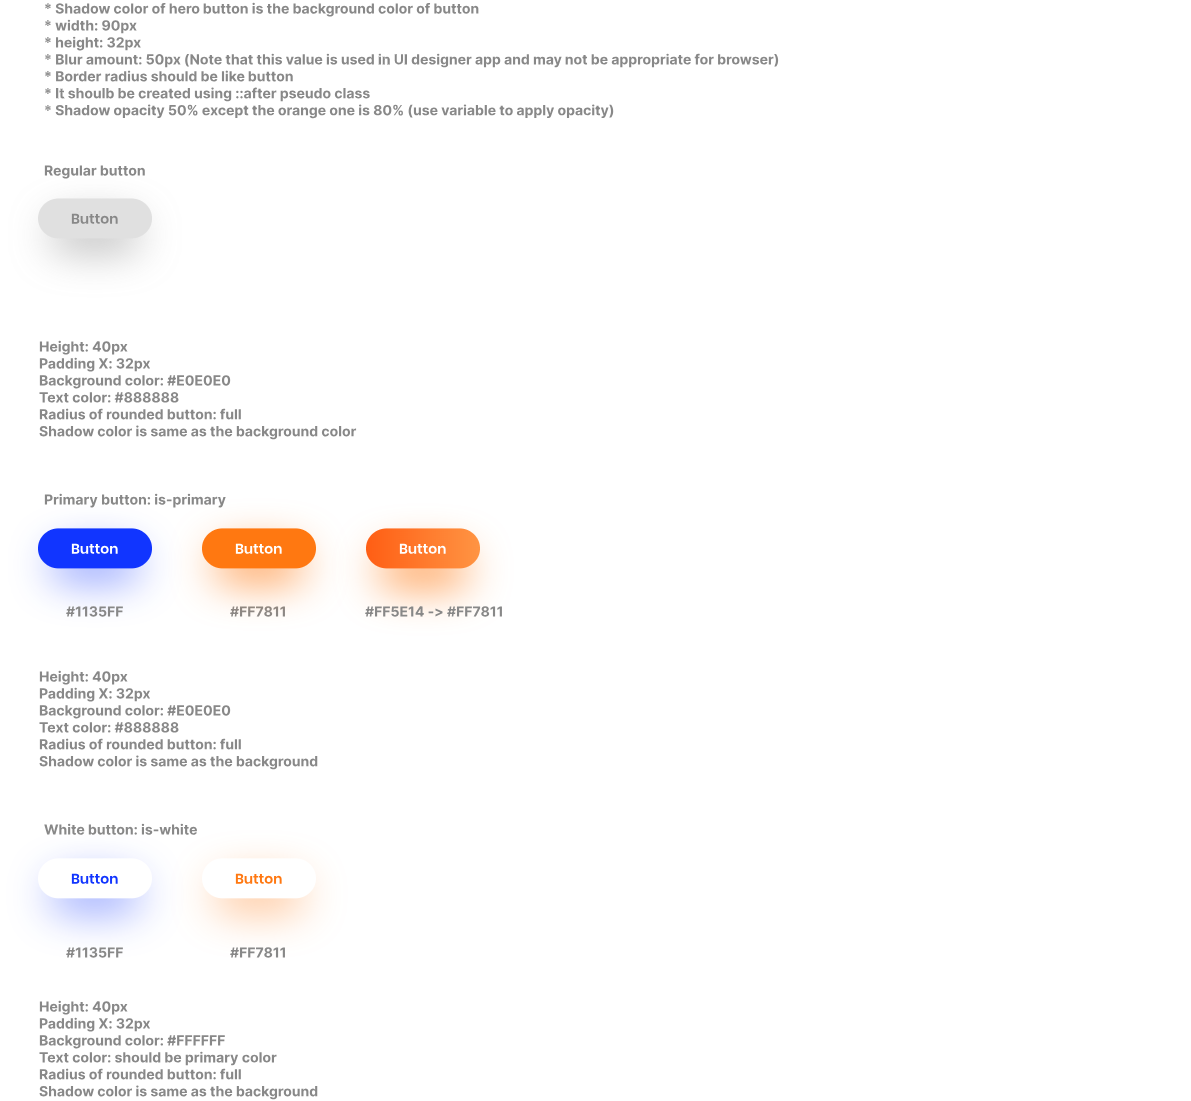 * Shadow color of hero button is the background color of button
* width: 90px
* height: 32px
* Blur amount: 50px (Note that this value is used in UI designer app and may not be appropriate for browser)
* Border radius should be like button
* It shoulb be created using ::after pseudo class
* Shadow opacity 50% except the orange one is 80% (use variable to apply opacity)
Regular button
Button
Height: 40px
Padding X: 32px
Background color: #E0E0E0
Text color: #888888
Radius of rounded button: full
Shadow color is same as the background color
Primary button: is-primary
Button Button Button
#1135FF #FF7811 #FF5E14 -> #FF7811
Height: 40px
Padding X: 32px
Background color: #E0E0E0
Text color: #888888
Radius of rounded button: full
Shadow color is same as the background
White button: is-white
Button Button
#1135FF #FF7811
Height: 40px
Padding X: 32px
Background color: #FFFFFF
Text color: should be primary color
Radius of rounded button: full
Shadow color is same as the background